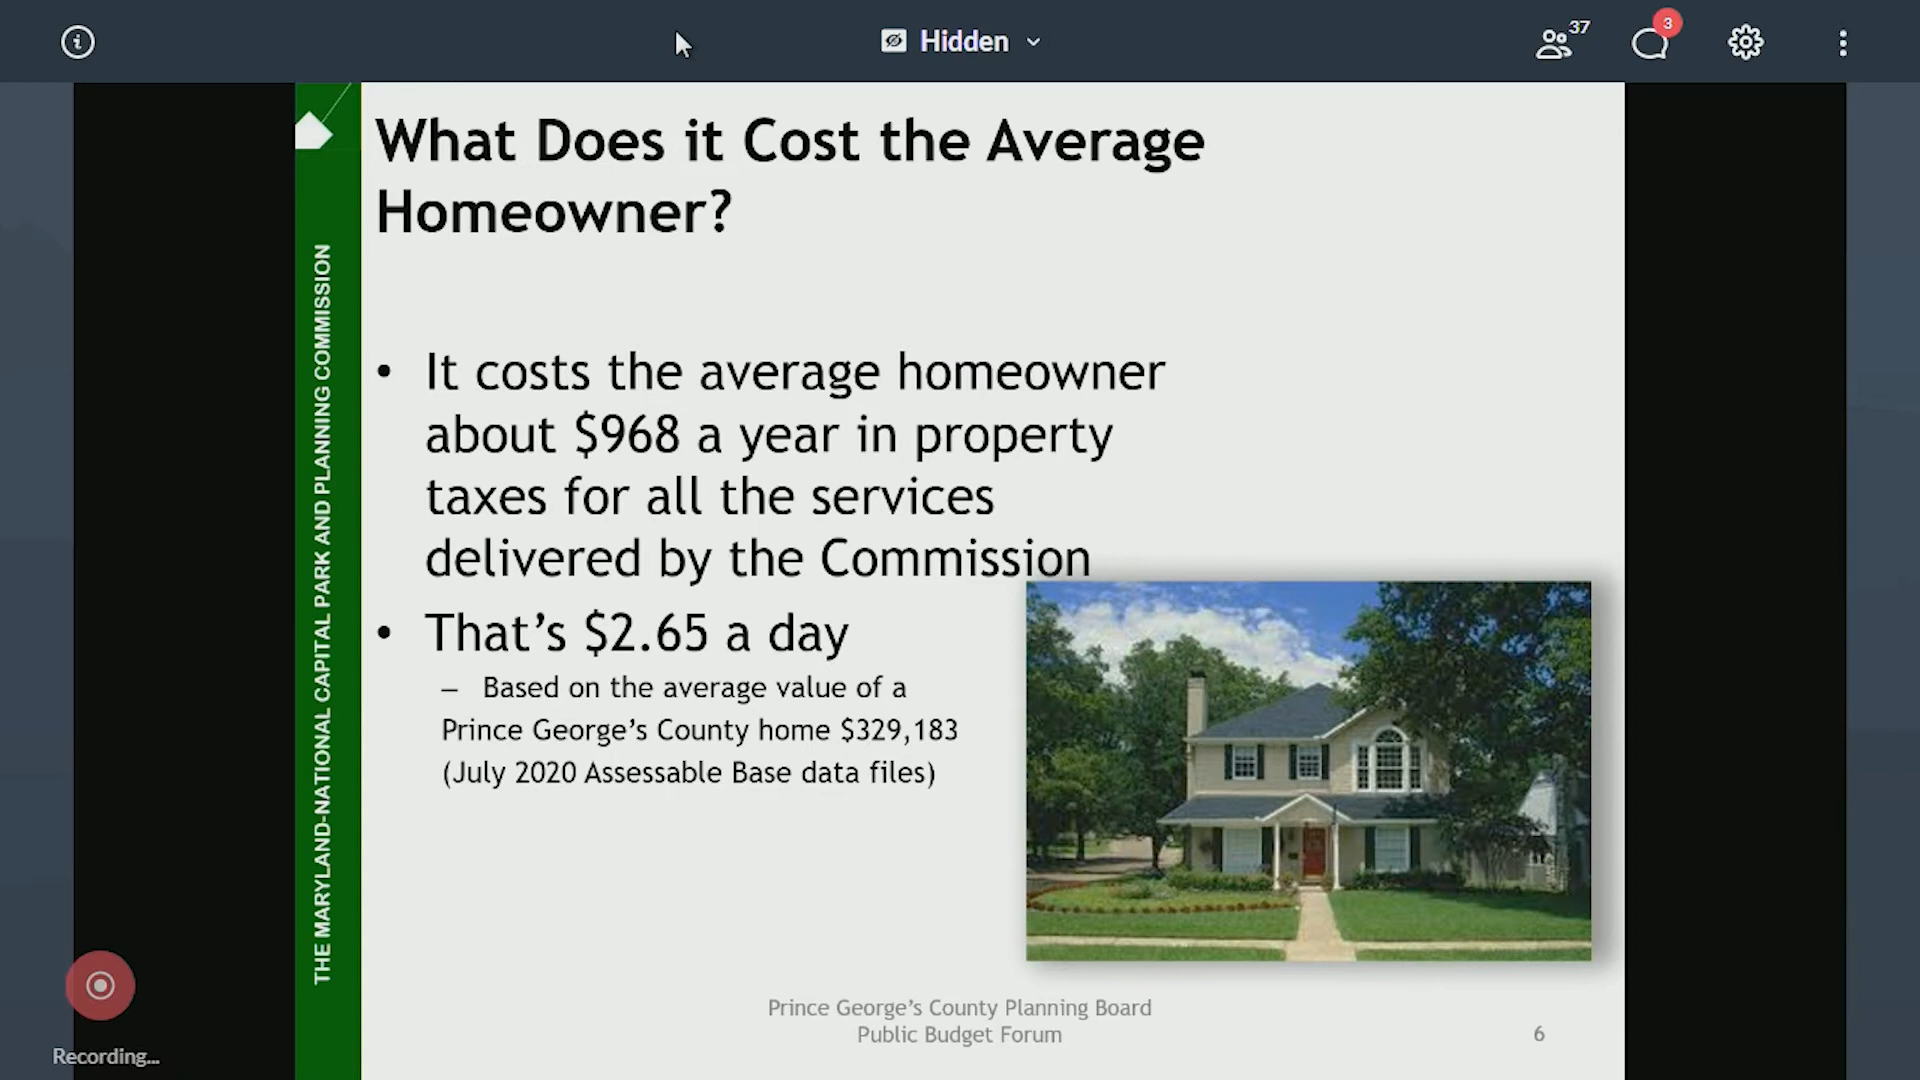 Hidden
37
3
What Does it Cost the Average
Homeowner?
THE MARYLAND-NATIONAL CAPITAL PARK AND PLANNING COMMISSION
• It costs the average homeowner
about $968 a year in property
taxes for all the services
delivered by the Commission
• That’s $2.65 a day
– Based on the average value of a
Prince George’s County home $329,183
(July 2020 Assessable Base data files)
Prince George’s County Planning Board
Public Budget Forum
6
Recording...